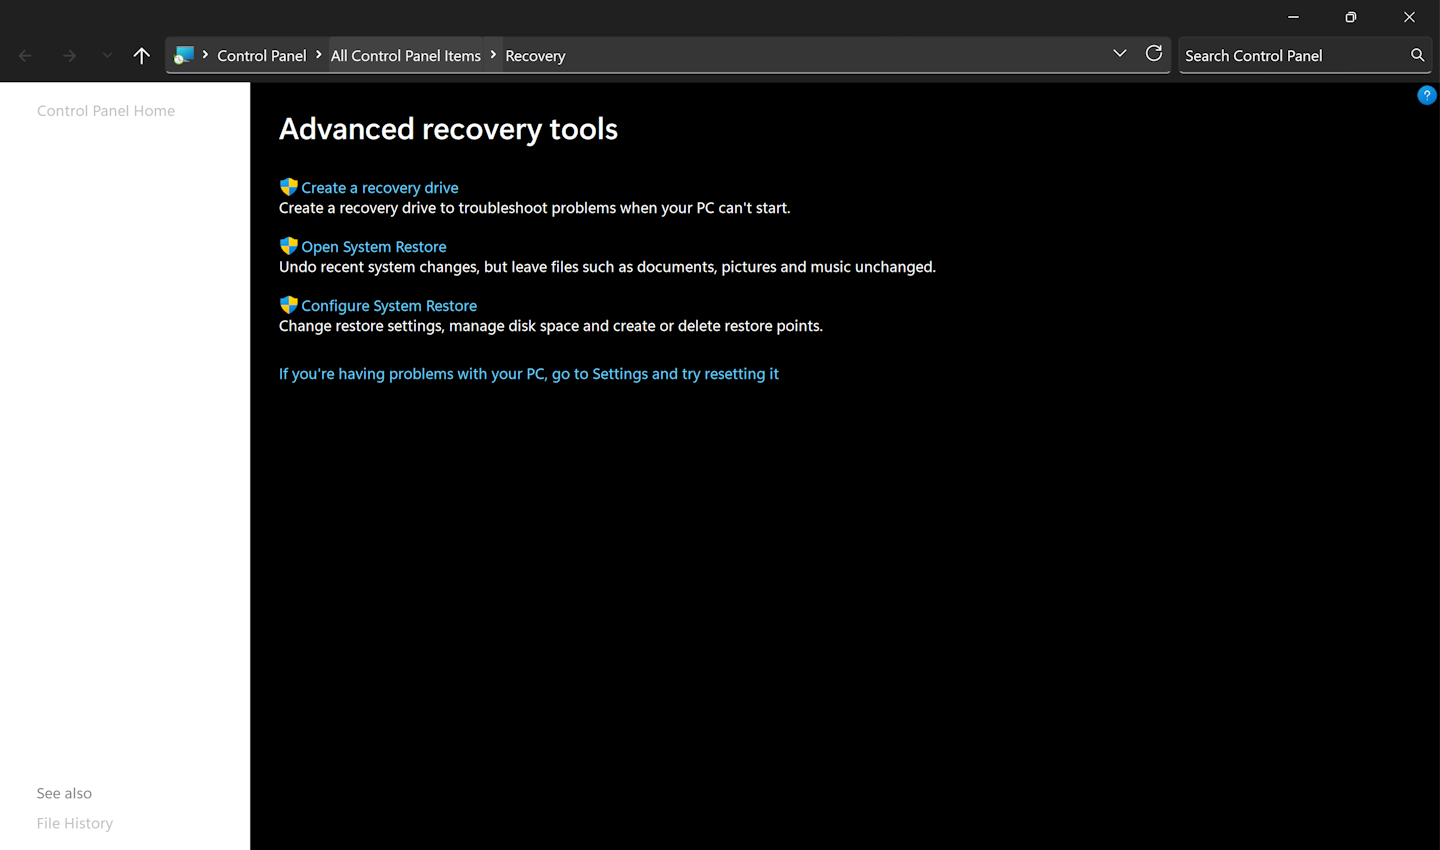 Control Panel
All Control Panel Items
Recovery
Search Control Panel
Control Panel Home
?
Advanced recovery tools
Create a recovery drive
Create a recovery drive to troubleshoot problems when your PC can't start.
Open System Restore
Undo recent system changes, but leave files such as documents, pictures and music unchanged.
Configure System Restore
Change restore settings, manage disk space and create or delete restore points.
If you're having problems with your PC, go to Settings and try resetting it
See also
File History